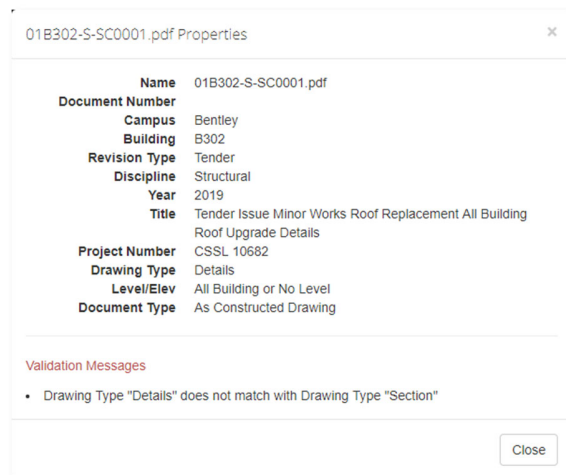 01B302-S-SC0001.pdf Properties ×
Name 01B302-S-SC0001.pdf
Document Number
Campus Bentley
Building B302
Revision Type Tender
Discipline Structural
Year 2019
Title Tender Issue Minor Works Roof Replacement All Building
Roof Upgrade Details
Project Number CSSL 10682
Drawing Type Details
Level/Elev All Building or No Level
Document Type As Constructed Drawing
Validation Messages
• Drawing Type "Details" does not match with Drawing Type "Section"
Close